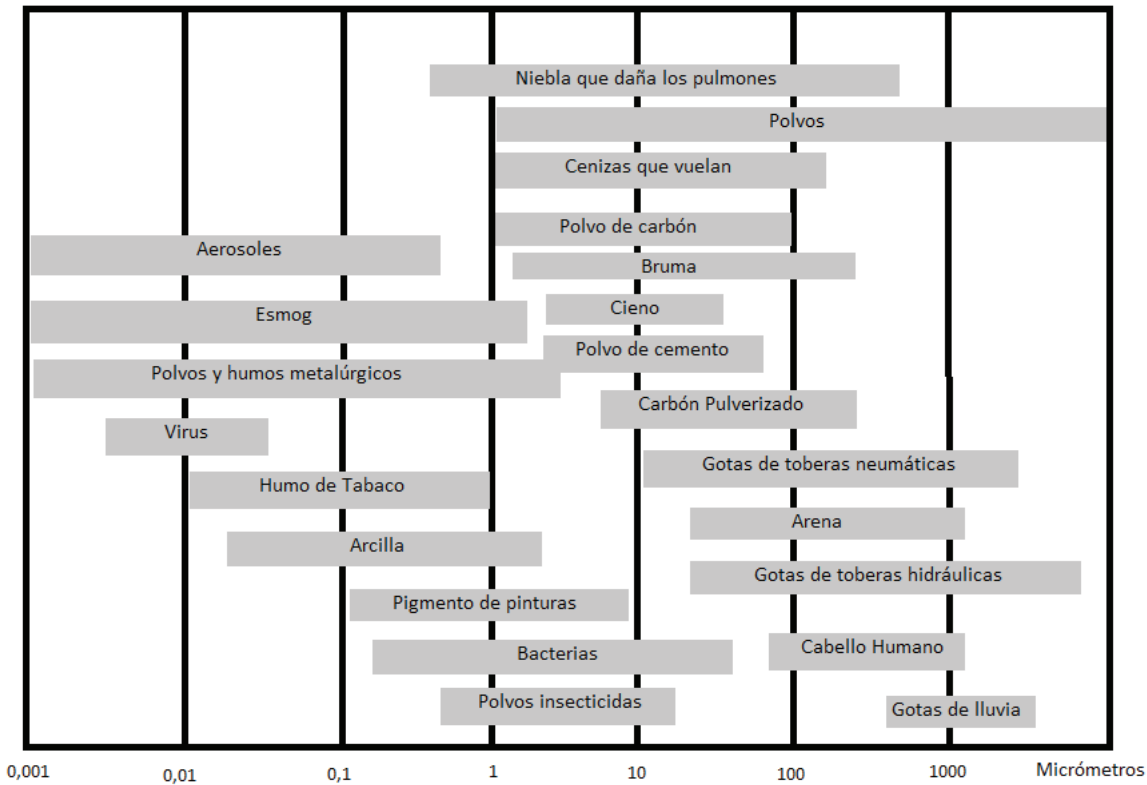 Niebla que daña los pulmones
Polvos
Cenizas que vuelan
Polvo de carbón
Aerosoles
Bruma
Cieno
Esmog
Polvo de cemento
Polvos y humos metalúrgicos
Carbón Pulverizado
Virus
Gotas de toberas neumáticas
Humo de Tabaco
Arena
Arcilla
Gotas de toberas hidráulicas
Pigmento de pinturas
Cabello Humano
Bacterias
Polvos insecticidas
Gotas de lluvia
0,001 0,01 0,1 1 10 100 1000 Micrómetros